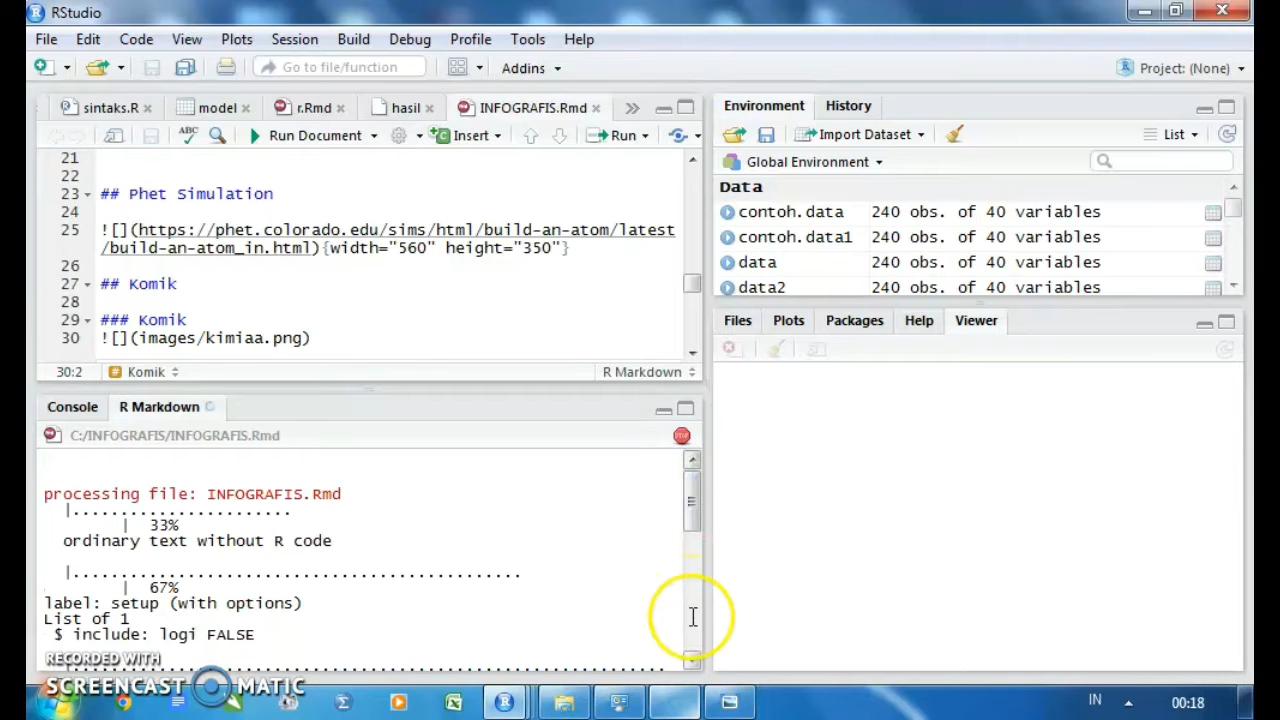 RStudio
File Edit Code View Plots Session Build Debug Profile Tools Help
Go to file/function Addins Project: (None)
sintaks.R model r.Rmd hasil INFOGRAFIS.Rmd
ABC Run Document Insert Run
21
22
23 ## Phet Simulation
24
25 ![](https://phet.colorado.edu/sims/html/build-an-atom/latest
/build-an-atom_in.html){width="560" height="350"}
26
27 ## Komik
28
29 ### Komik
30 ![](images/kimiaa.png)
30:2 # Komik R Markdown
Console R Markdown
C:/INFOGRAFIS/INFOGRAFIS.Rmd
STOP
processing file: INFOGRAFIS.Rmd
|.......................
| 33%
ordinary text without R code
|...............................................
| 67%
label: setup (with options)
List of 1
$ include: logi FALSE
|..............................................................
Environment History
Import Dataset List
Global Environment
Data
contoh.data 240 obs. of 40 variables
contoh.data1 240 obs. of 40 variables
data 240 obs. of 40 variables
data2 240 obs. of 40 variables
Files Plots Packages Help Viewer
RECORDED WITH
SCREENCAST MATIC
IN 00:18